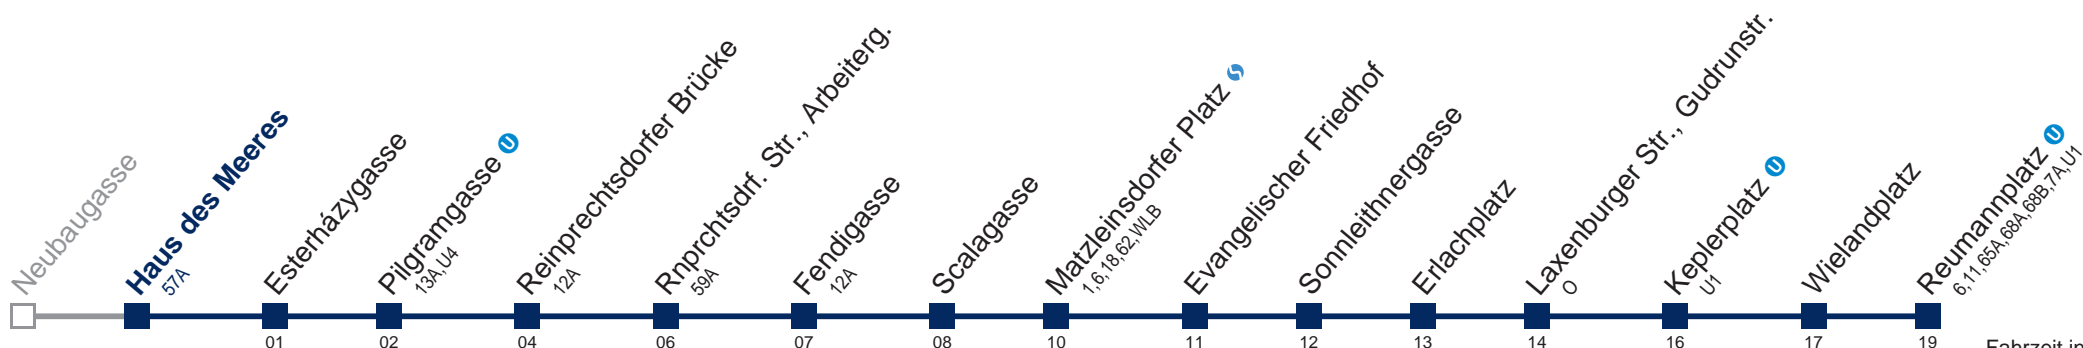 Neubaugasse
Haus des Meeres
57A
Esterházygasse
01
Pilgramgasse U
13A,U4
02
Reinprechtsdorfer Brücke
12A
04
Rnprchtsdrf. Str., Arbeiterg.
59A
06
Fendigasse
12A
07
Scalagasse
08
Matzleinsdorfer Platz
1,6,18,62,WLB
10
Evangelischer Friedhof
11
Sonnleithnergasse
12
Erlachplatz
13
Laxenburger Str., Gudrunstr.
O
14
Keplerplatz U
U1
16
Wielandplatz
17
Reumannplatz U
6,11,65A,68A,68B,7A,U1
19
Fahrzeit in